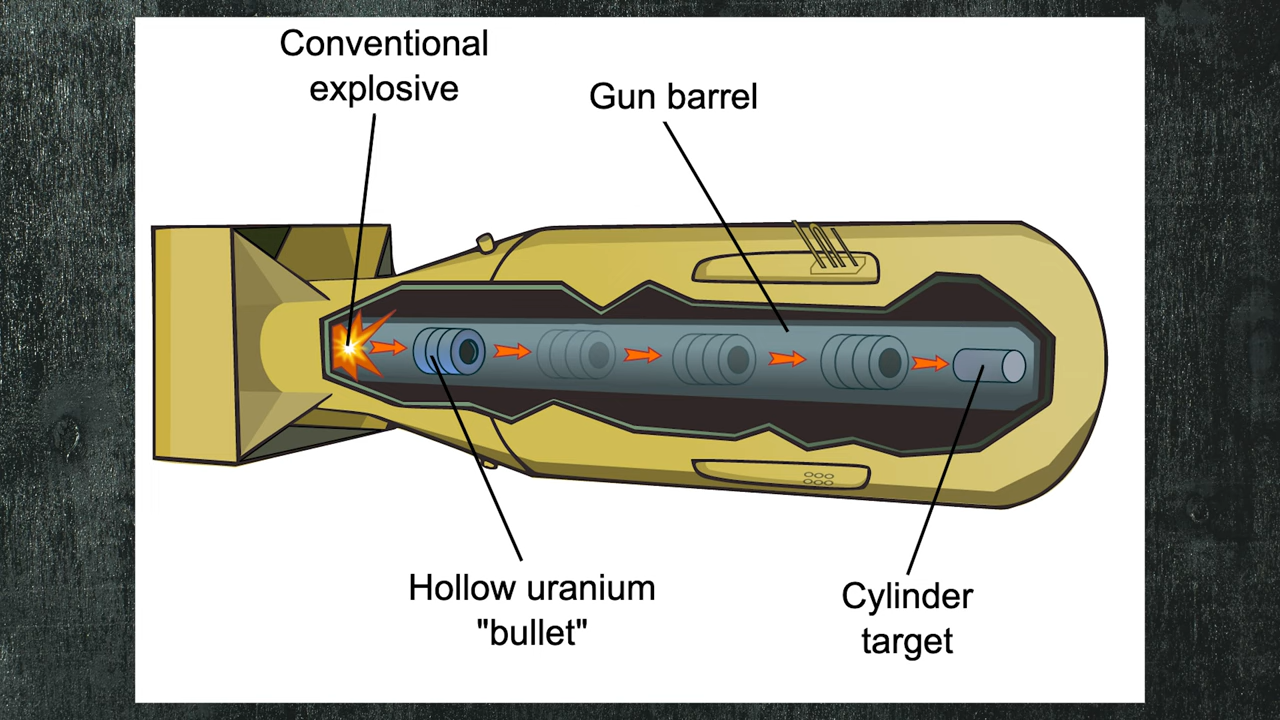 Conventional
explosive
Gun barrel
Hollow uranium
"bullet"
Cylinder
target